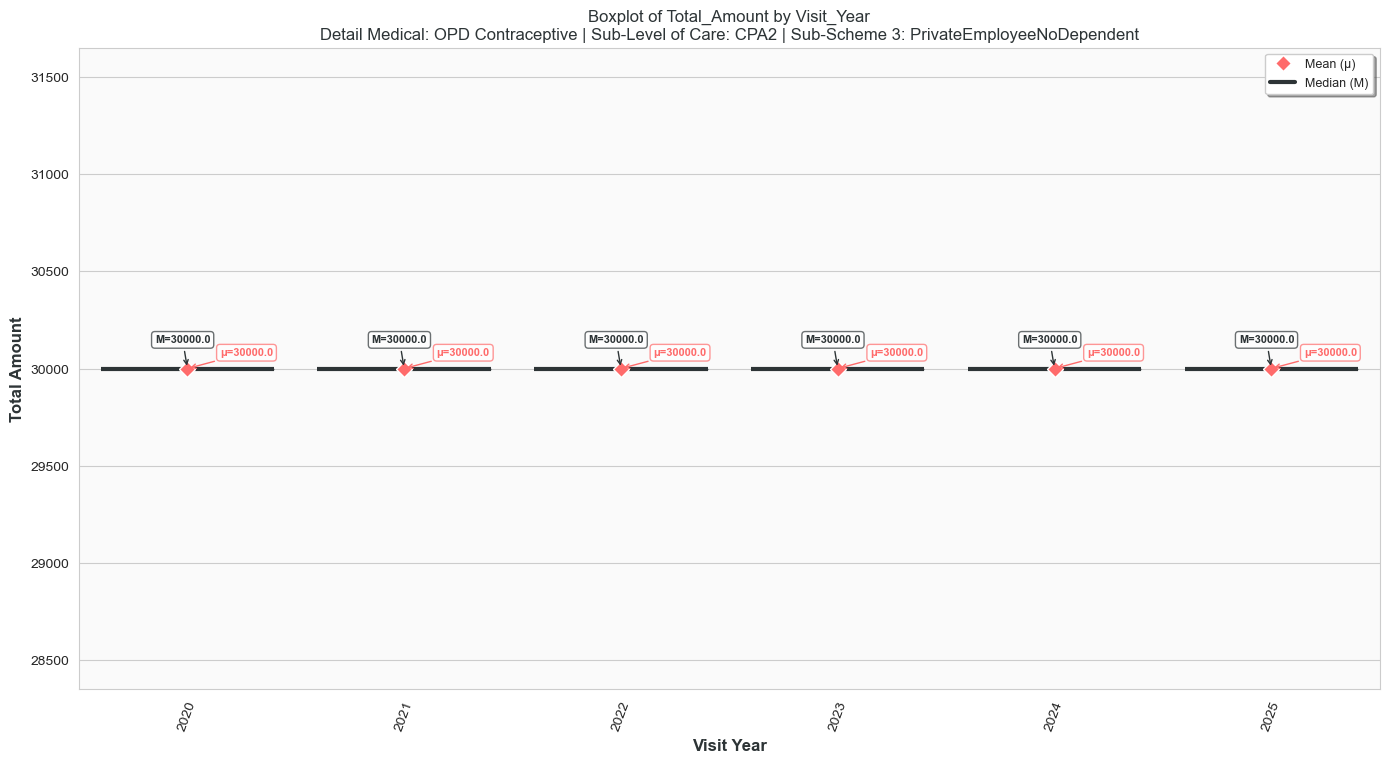 Boxplot of Total_Amount by Visit_Year
Detail Medical: OPD Contraceptive | Sub-Level of Care: CPA2 | Sub-Scheme 3: PrivateEmployeeNoDependent
Mean (μ)
Median (M)
Total Amount
31500
31000
30500
30000
29500
29000
28500
M=30000.0
μ=30000.0
M=30000.0
μ=30000.0
M=30000.0
μ=30000.0
M=30000.0
μ=30000.0
M=30000.0
μ=30000.0
M=30000.0
μ=30000.0
2020
2021
2022
2023
2024
2025
Visit Year